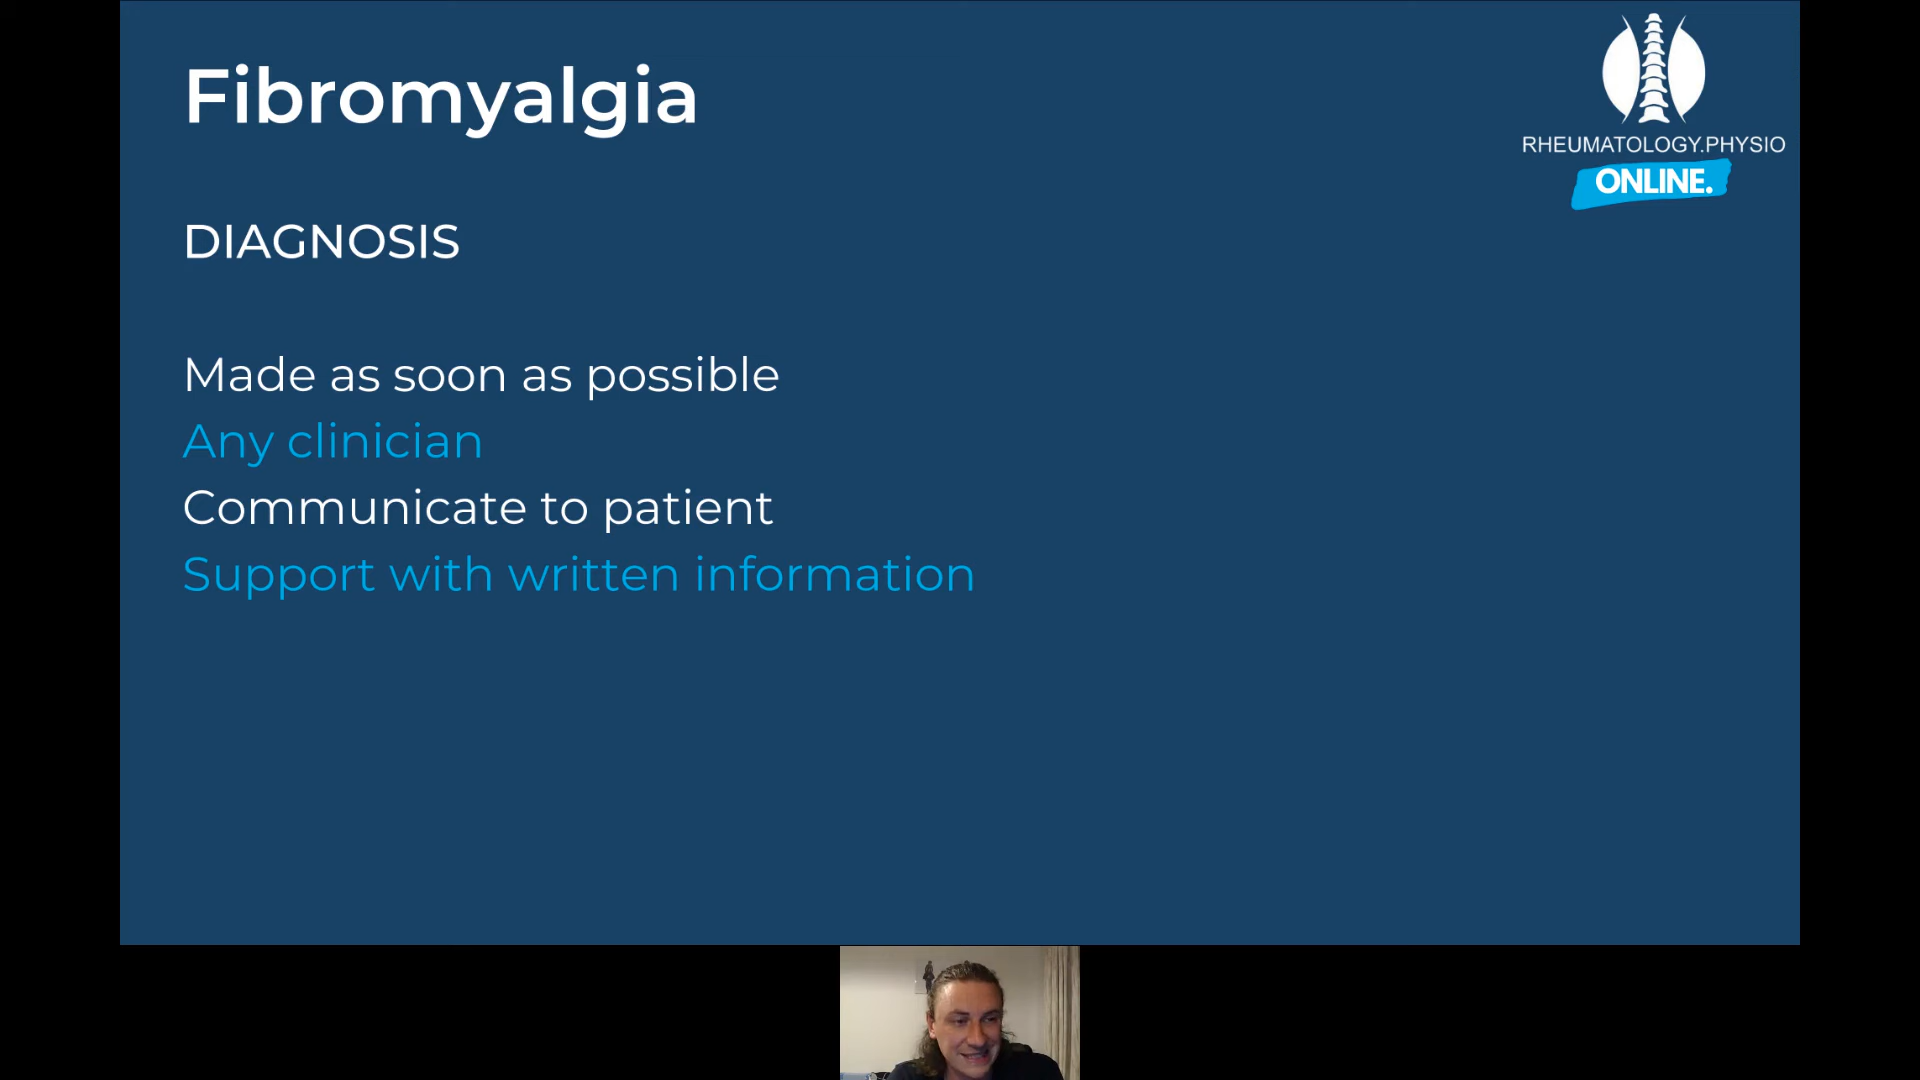 Fibromyalgia
RHEUMATOLOGY.PHYSIO
ONLINE.
DIAGNOSIS
Made as soon as possible
Any clinician
Communicate to patient
Support with written information